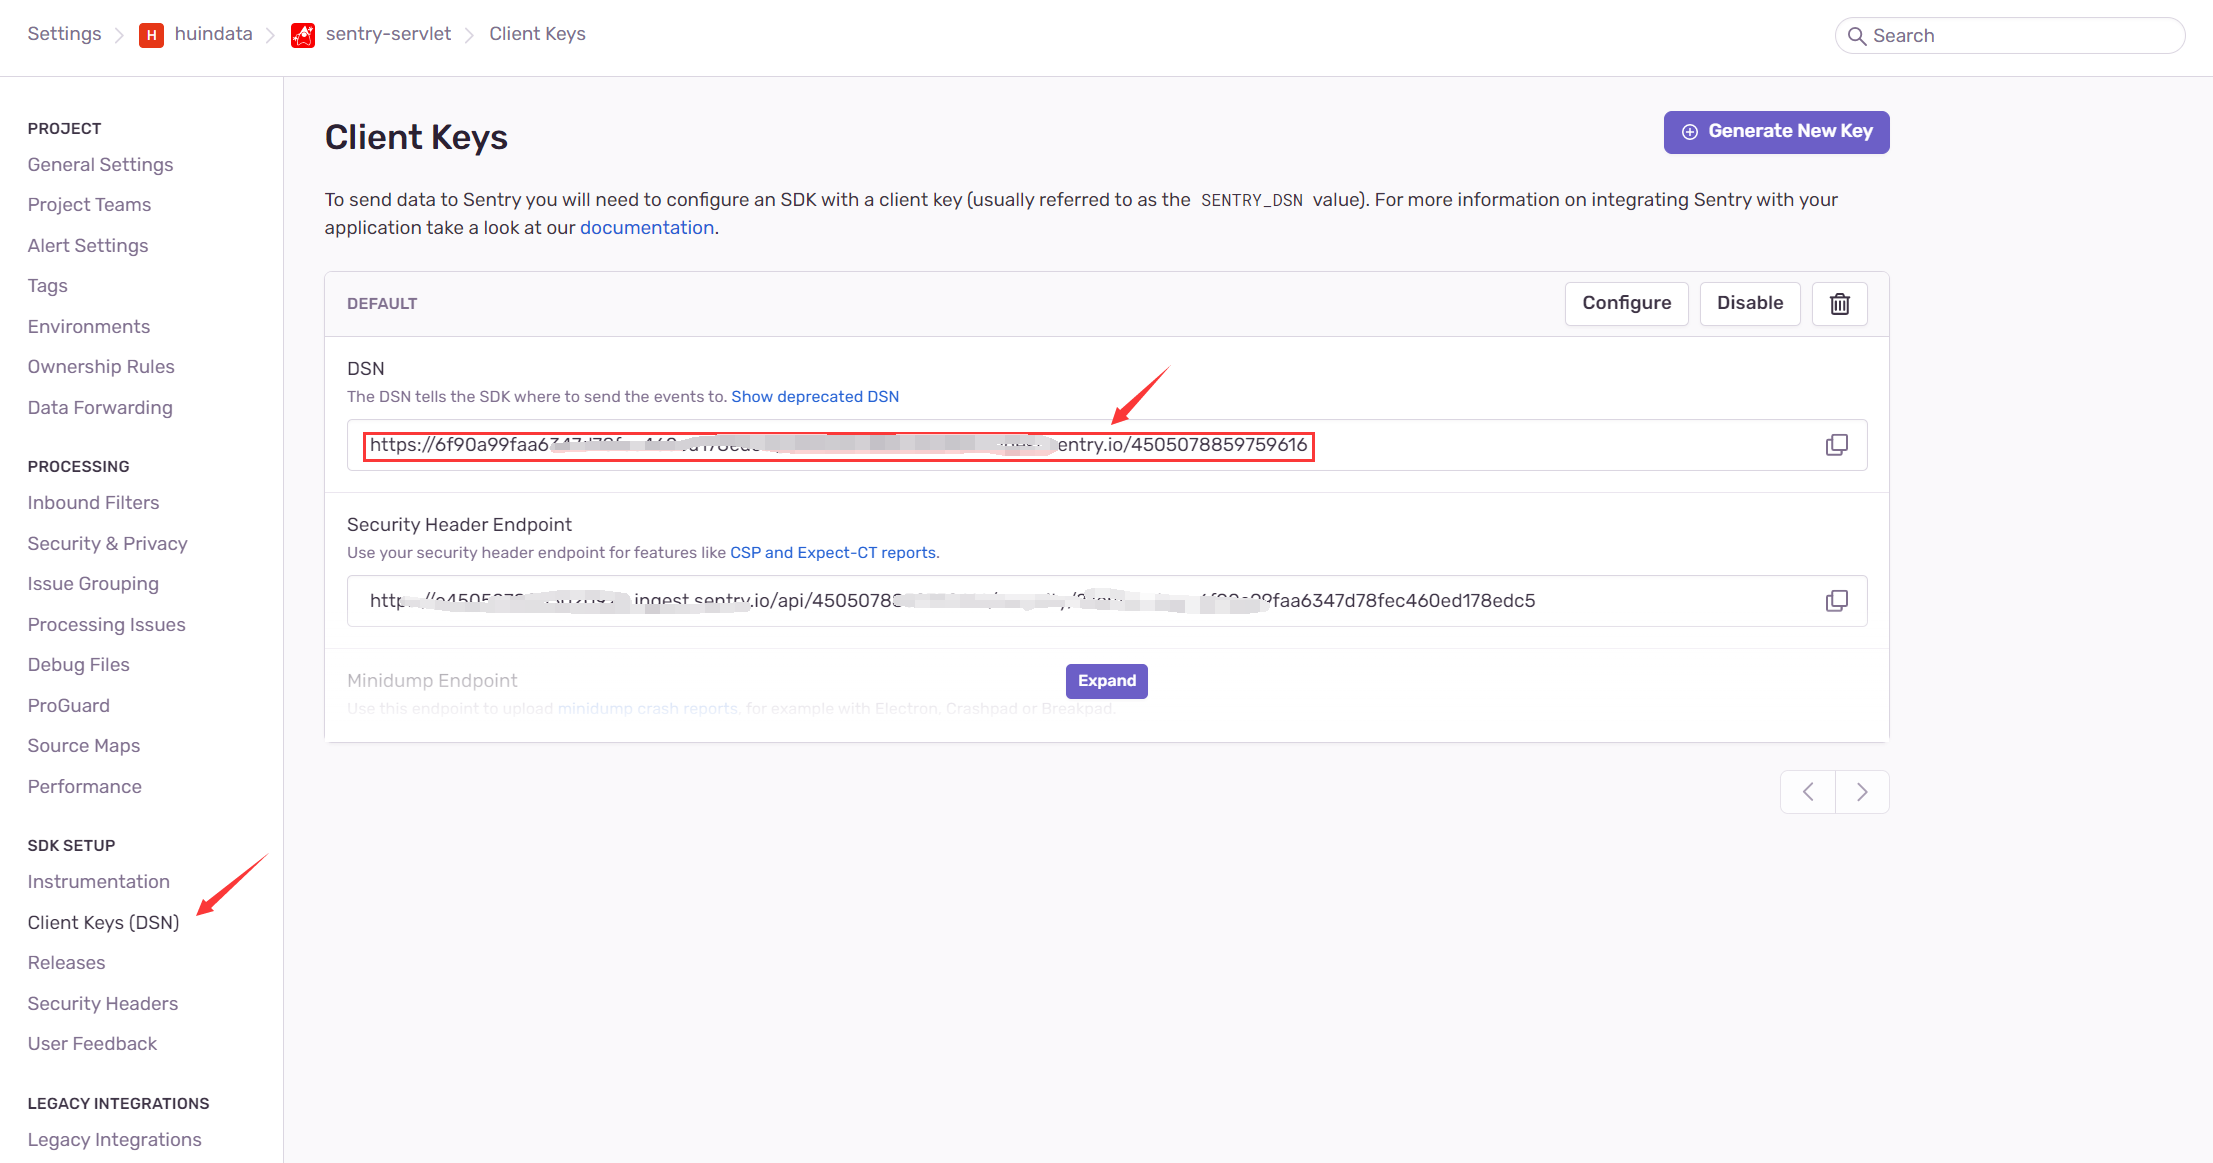 Settings
H huindata
sentry-servlet
Client Keys
Search
PROJECT
General Settings
Project Teams
Alert Settings
Tags
Environments
Ownership Rules
Data Forwarding
PROCESSING
Inbound Filters
Security & Privacy
Issue Grouping
Processing Issues
Debug Files
ProGuard
Source Maps
Performance
SDK SETUP
Instrumentation
Client Keys (DSN)
Releases
Security Headers
User Feedback
LEGACY INTEGRATIONS
Legacy Integrations
Client Keys
Generate New Key
To send data to Sentry you will need to configure an SDK with a client key (usually referred to as the SENTRY_DSN value). For more information on integrating Sentry with your
application take a look at our documentation.
DEFAULT
Configure
Disable
DSN
The DSN tells the SDK where to send the events to. Show deprecated DSN
https://6f90a99faa6 entry.io/4505078859759616
Security Header Endpoint
Use your security header endpoint for features like CSP and Expect-CT reports.
http .ingest.sentry.io/api/4505078 99faa6347d78fec460ed178edc5
Minidump Endpoint
Expand
Use this endpoint to upload minidump crash reports, for example with Electron, Crashpad or Breakpad.